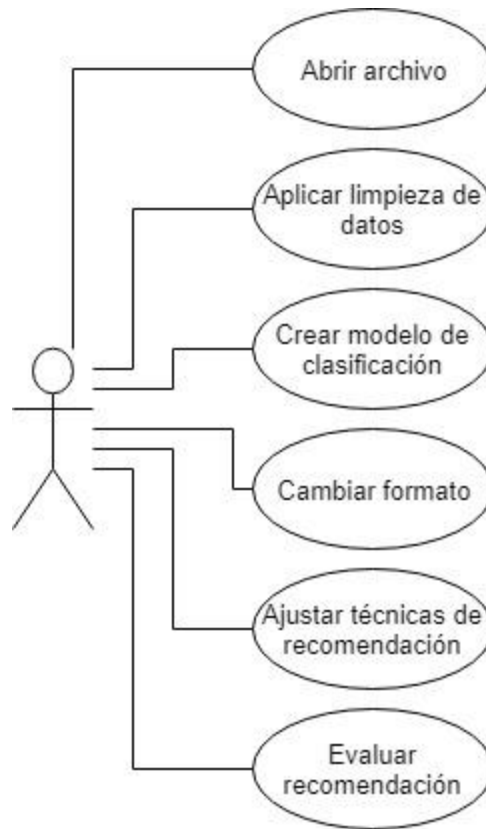 Abrir archivo
Aplicar limpieza de
datos
Crear modelo de
clasificación
Cambiar formato
Ajustar técnicas de
recomendación
Evaluar
recomendación